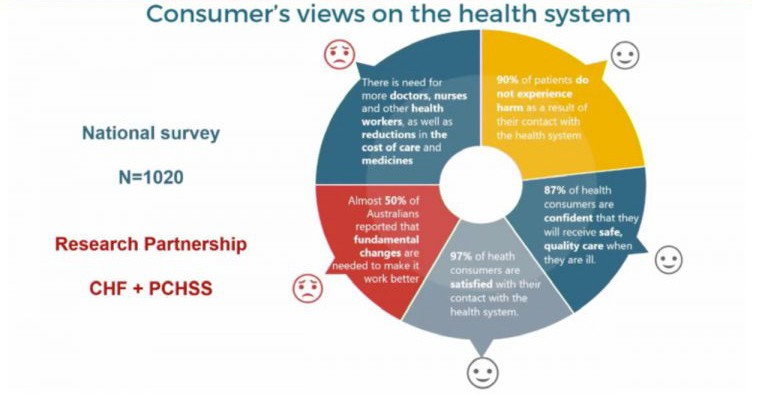 Consumer's views on the health system
National survey
N=1020
Research Partnership
CHF + PCHSS
There is need for
more doctors, nurses
and other health
workers, as well as
reductions in the
cost of care and
medicines
90% of patients do
not experience
harm as a result of
their contact with
the health system
87% of health
consumers are
confident that they
will receive safe,
quality care when
they are ill.
97% of heath
consumers are
satisfied with their
contact with the
health system.
Almost 50% of
Australians
reported that
fundamental
changes are
needed to make it
work better